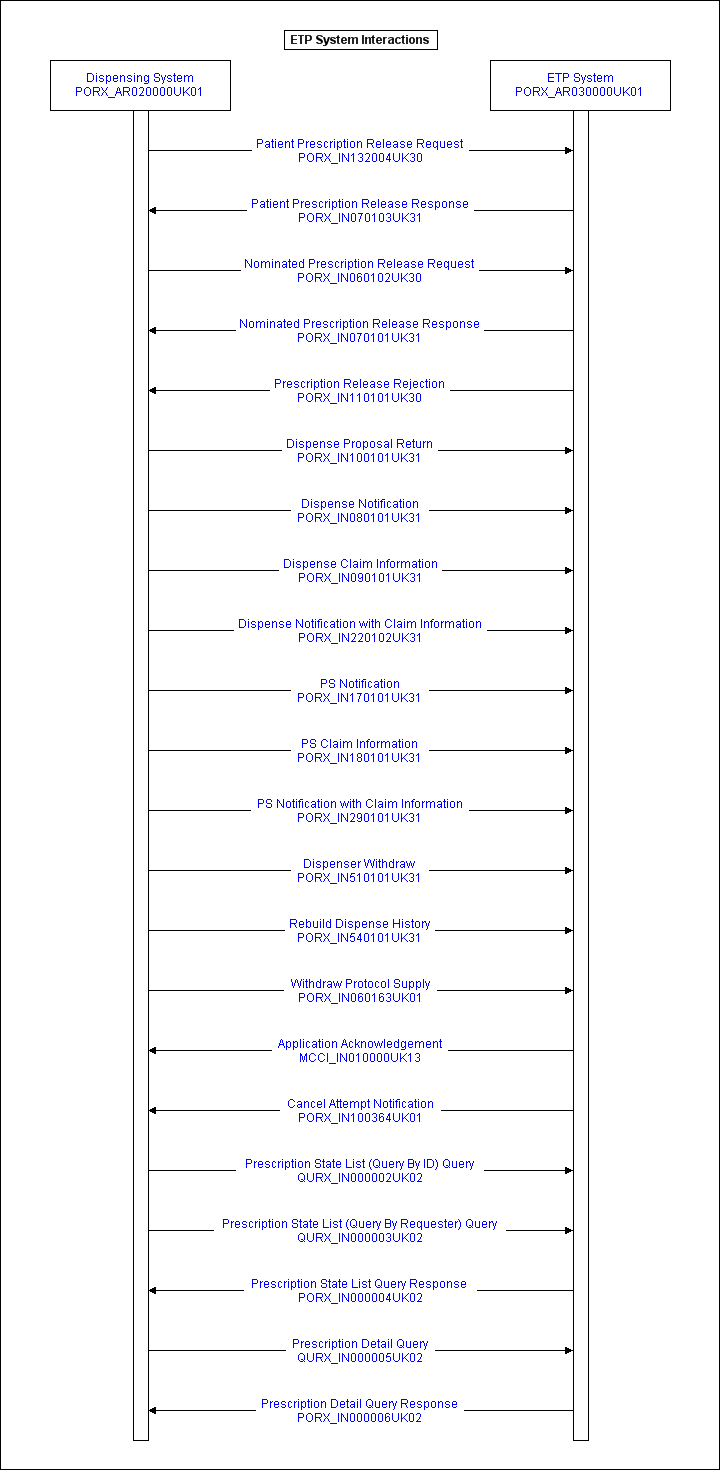 ETP System Interactions
Dispensing System
PORX_AR020000UK01
ETP System
PORX_AR030000UK01
Patient Prescription Release Request
PORX_IN132004UK30
Patient Prescription Release Response
PORX_IN070103UK31
Nominated Prescription Release Request
PORX_IN060102UK30
Nominated Prescription Release Response
PORX_IN070101UK31
Prescription Release Rejection
PORX_IN110101UK30
Dispense Proposal Return
PORX_IN100101UK31
Dispense Notification
PORX_IN080101UK31
Dispense Claim Information
PORX_IN090101UK31
Dispense Notification with Claim Information
PORX_IN220102UK31
PS Notification
PORX_IN170101UK31
PS Claim Information
PORX_IN180101UK31
PS Notification with Claim Information
PORX_IN290101UK31
Dispenser Withdraw
PORX_IN510101UK31
Rebuild Dispense History
PORX_IN540101UK31
Withdraw Protocol Supply
PORX_IN060163UK01
Application Acknowledgement
MCCI_IN010000UK13
Cancel Attempt Notification
PORX_IN100364UK01
Prescription State List (Query By ID) Query
QURX_IN000002UK02
Prescription State List (Query By Requester) Query
QURX_IN000003UK02
Prescription State List Query Response
PORX_IN000004UK02
Prescription Detail Query
QURX_IN000005UK02
Prescription Detail Query Response
PORX_IN000006UK02